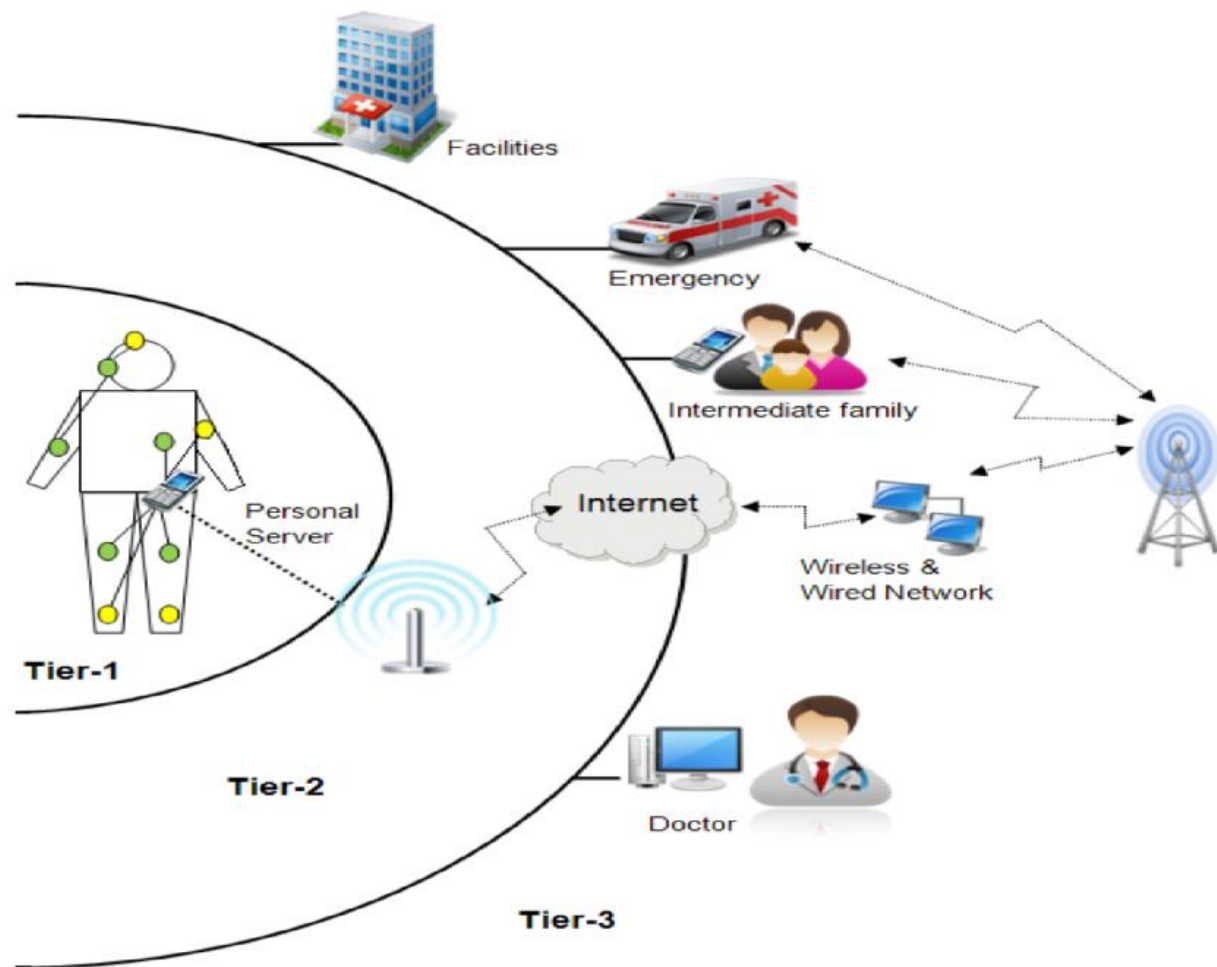 Facilities
Emergency
Intermediate family
Internet
Personal
Server
Wireless &
Wired Network
Tier-1
Tier-2
Doctor
Tier-3